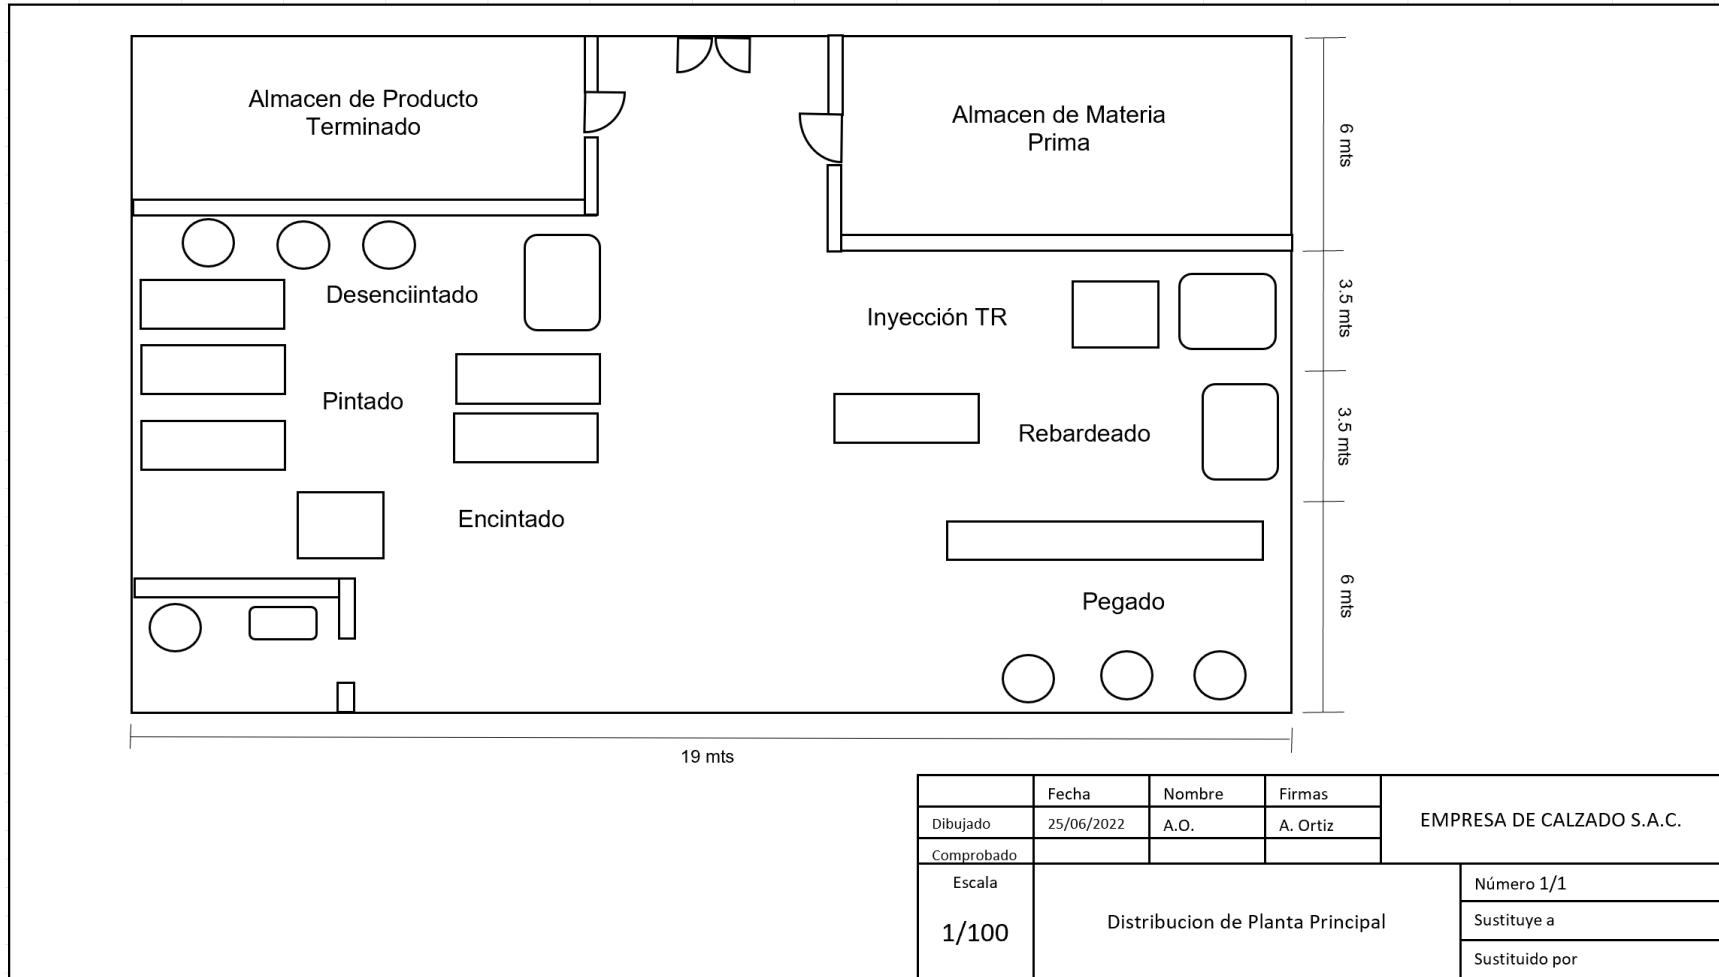 Almacen de Producto
Terminado
Almacen de Materia
Prima
6 mts
Desenciintado
Inyección TR
3.5 mts
Pintado
Rebardeado
3.5 mts
Encintado
6 mts
Pegado
19 mts
Fecha
Nombre
Firmas
EMPRESA DE CALZADO S.A.C.
Dibujado
25/06/2022
A.O.
A. Ortiz
Comprobado
Escala
1/100
Distribucion de Planta Principal
Número 1/1
Sustituye a
Sustituido por